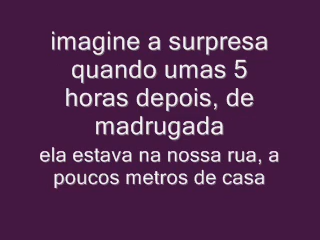 imagine a surpresa
quando umas 5
horas depois, de
madrugada
ela estava na nossa rua, a
poucos metros de casa